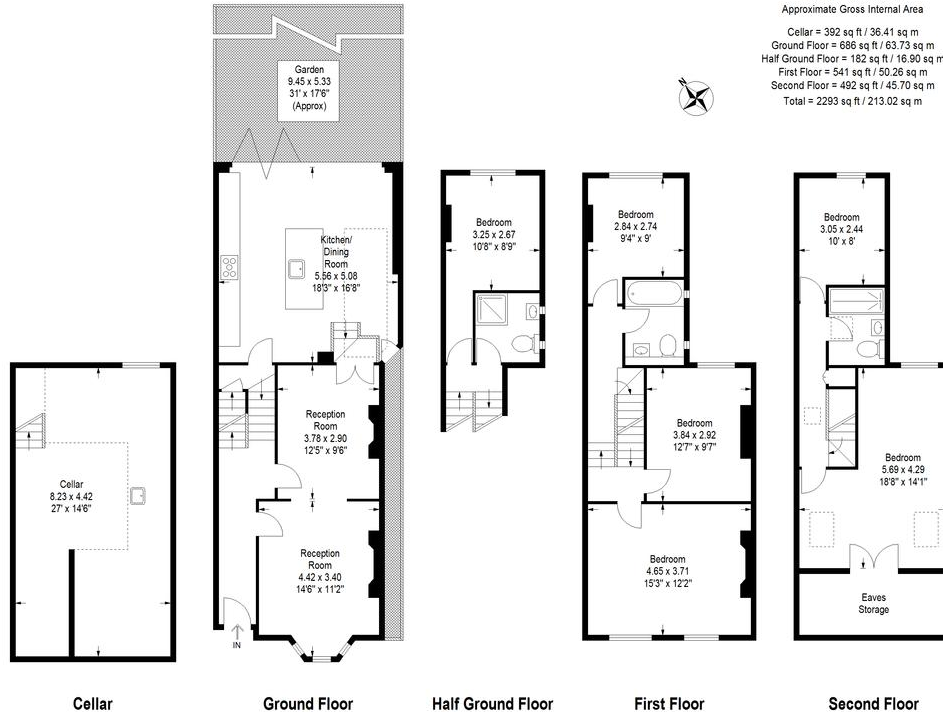 Approximate Gross Internal Area
Cellar = 392 sq ft / 36.41 sq m
Ground Floor = 686 sq ft / 63.73 sq m
Half Ground Floor = 182 sq ft / 16.90 sq m
First Floor = 541 sq ft / 50.26 sq m
Second Floor = 492 sq ft / 45.70 sq m
Total = 2293 sq ft / 213.02 sq m
N
Garden
9.45 x 5.33
31' x 17'6"
(Approx)
Kitchen/
Dining
Room
5.56 x 5.08
18'3" x 16'8"
Reception
Room
3.78 x 2.90
12'5" x 9'6"
Reception
Room
4.42 x 3.40
14'6" x 11'2"
IN
Cellar
8.23 x 4.42
27' x 14'6"
Bedroom
3.25 x 2.67
10'8" x 8'9"
Bedroom
2.84 x 2.74
9'4" x 9'
Bedroom
3.84 x 2.92
12'7" x 9'7"
Bedroom
4.65 x 3.71
15'3" x 12'2"
Bedroom
3.05 x 2.44
10' x 8'
Bedroom
5.69 x 4.29
18'8" x 14'1"
Eaves
Storage
Cellar
Ground Floor
Half Ground Floor
First Floor
Second Floor